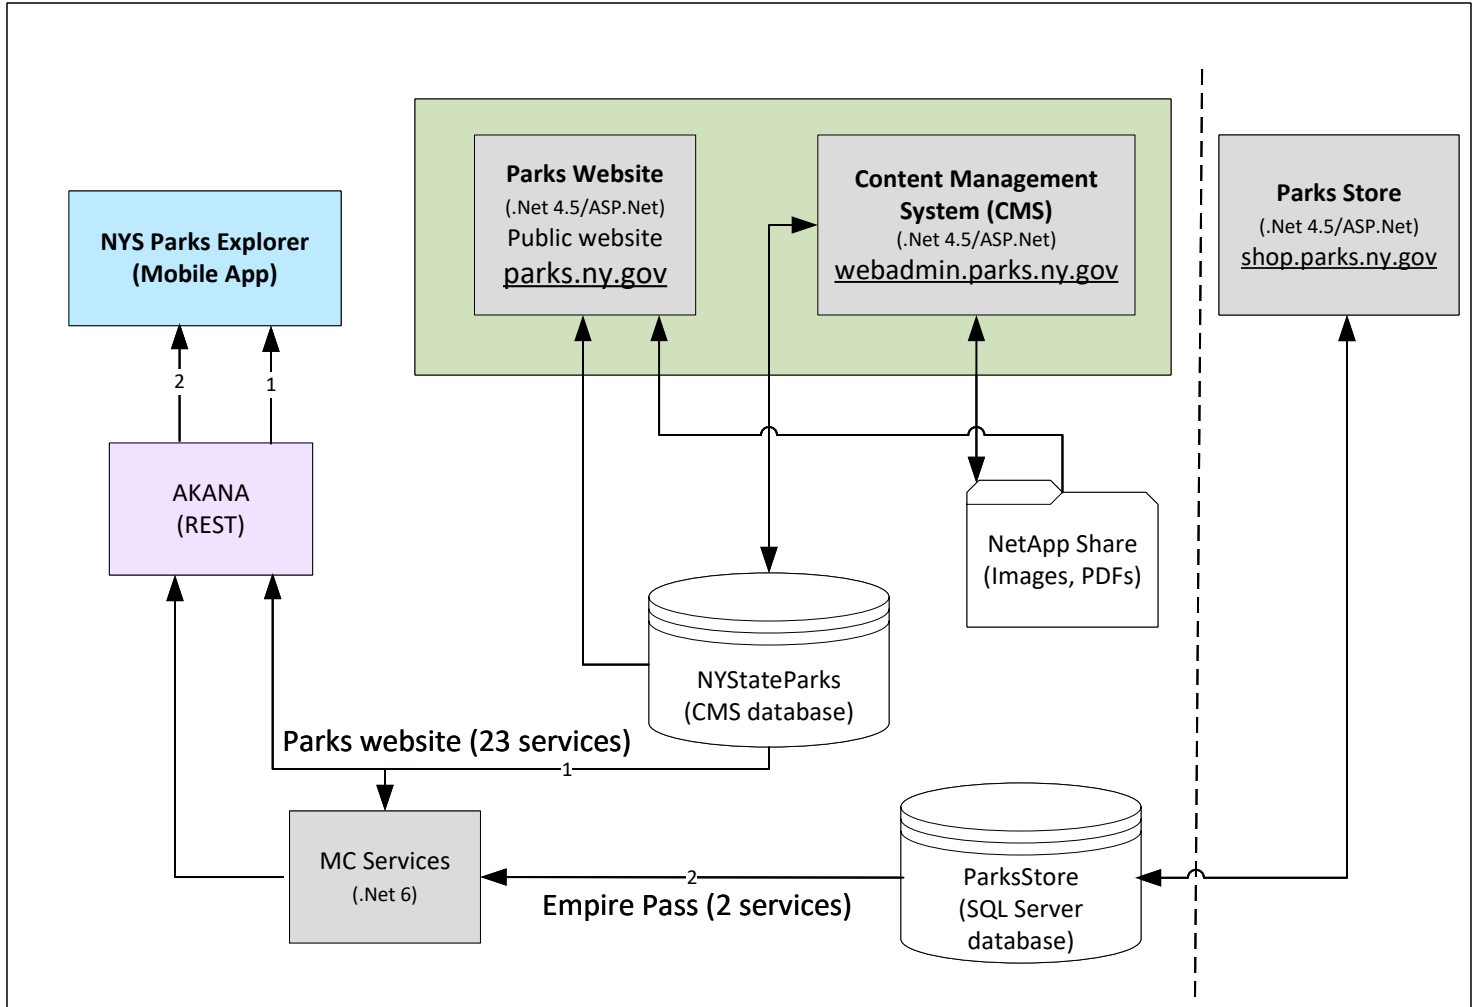 Parks Website
(.Net 4.5/ASP.Net)
Public website
parks.ny.gov
Content Management
System (CMS)
(.Net 4.5/ASP.Net)
webadmin.parks.ny.gov
Parks Store
(.Net 4.5/ASP.Net)
shop.parks.ny.gov
NYS Parks Explorer
(Mobile App)
2
1
AKANA
(REST)
NetApp Share
(Images, PDFs)
NYStateParks
(CMS database)
Parks website (23 services)
1
MC Services
(.Net 6)
2
Empire Pass (2 services)
ParksStore
(SQL Server
database)